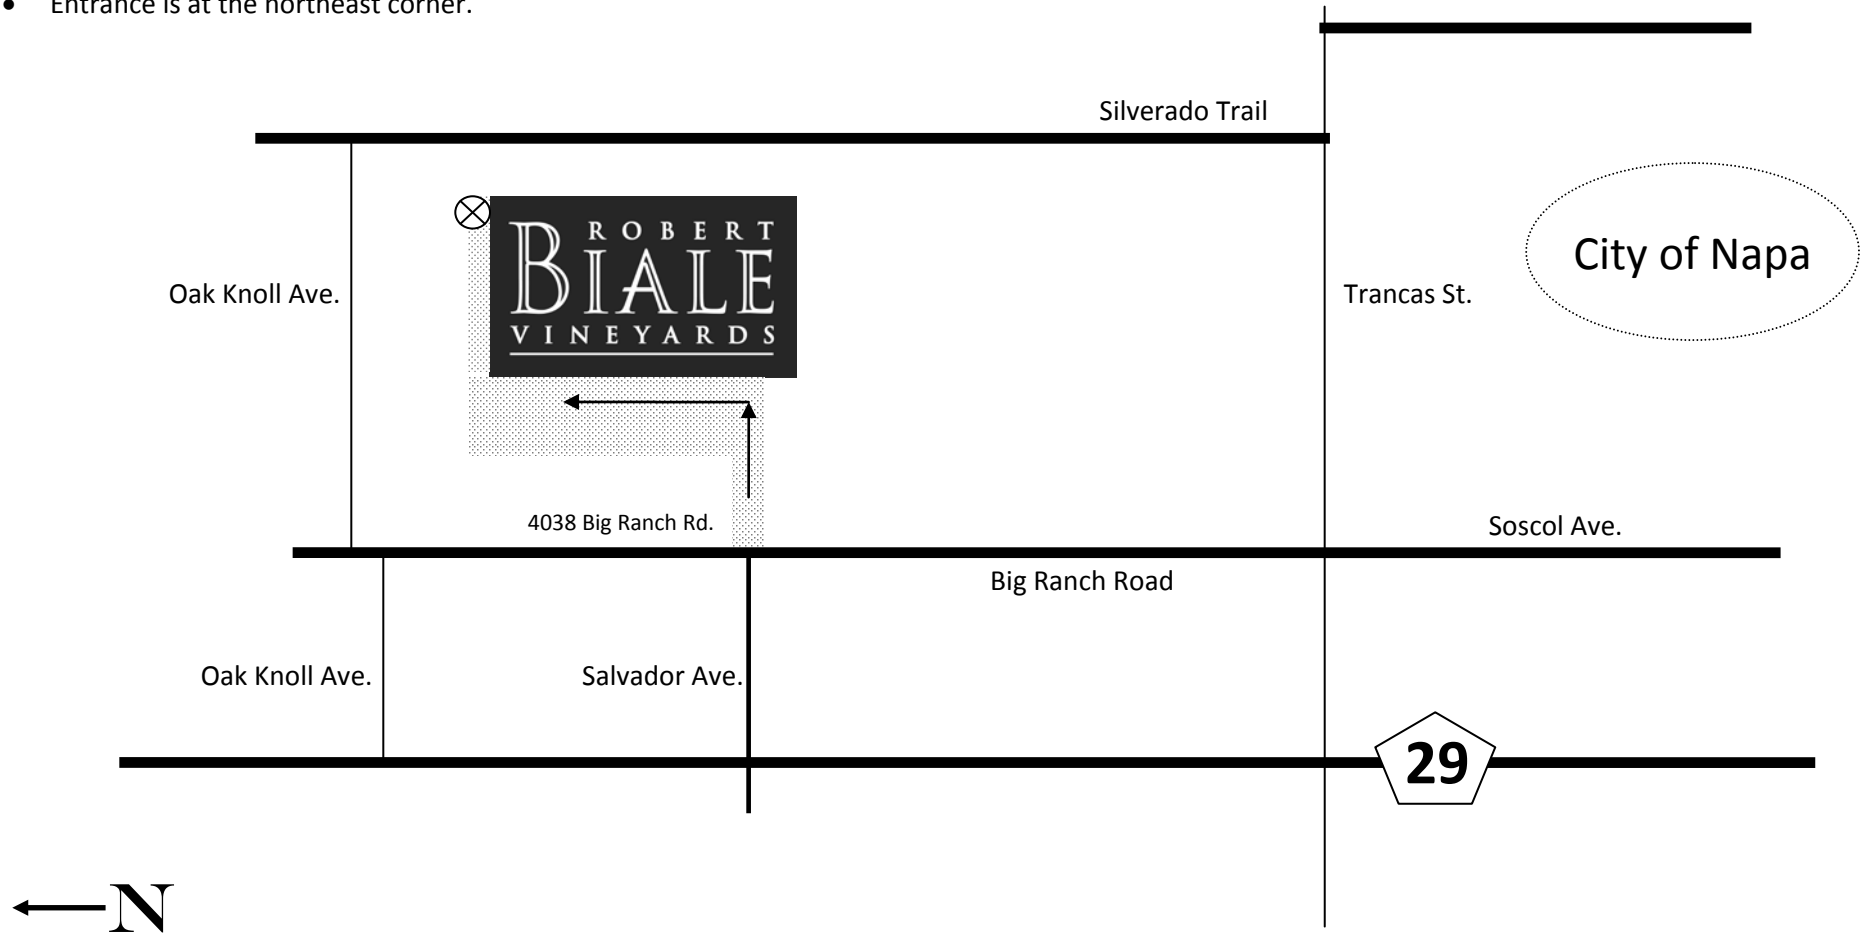 • Entrance is at the northeast corner.
Silverado Trail
ROBERT
BIALE
VINEYARDS
City of Napa
Oak Knoll Ave.
Trancas St.
4038 Big Ranch Rd.
Soscol Ave.
Big Ranch Road
Oak Knoll Ave.
Salvador Ave.
29
N